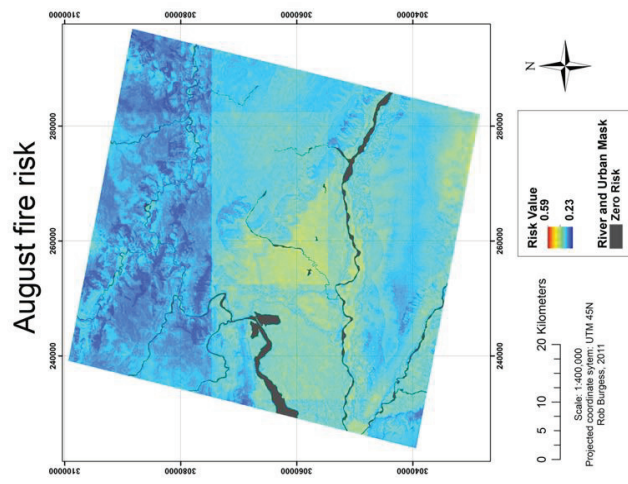 August fire risk
3100000
3080000
3060000
3040000
280000
260000
240000
280000
260000
240000
3100000
3080000
3060000
3040000
N
Risk Value
0.59
0.23
River and Urban Mask
Zero Risk
0 5 10 20 Kilometers
Scale: 1:400,000
Projected coordinate sytem: UTM 45N
Rob Burgess, 2011